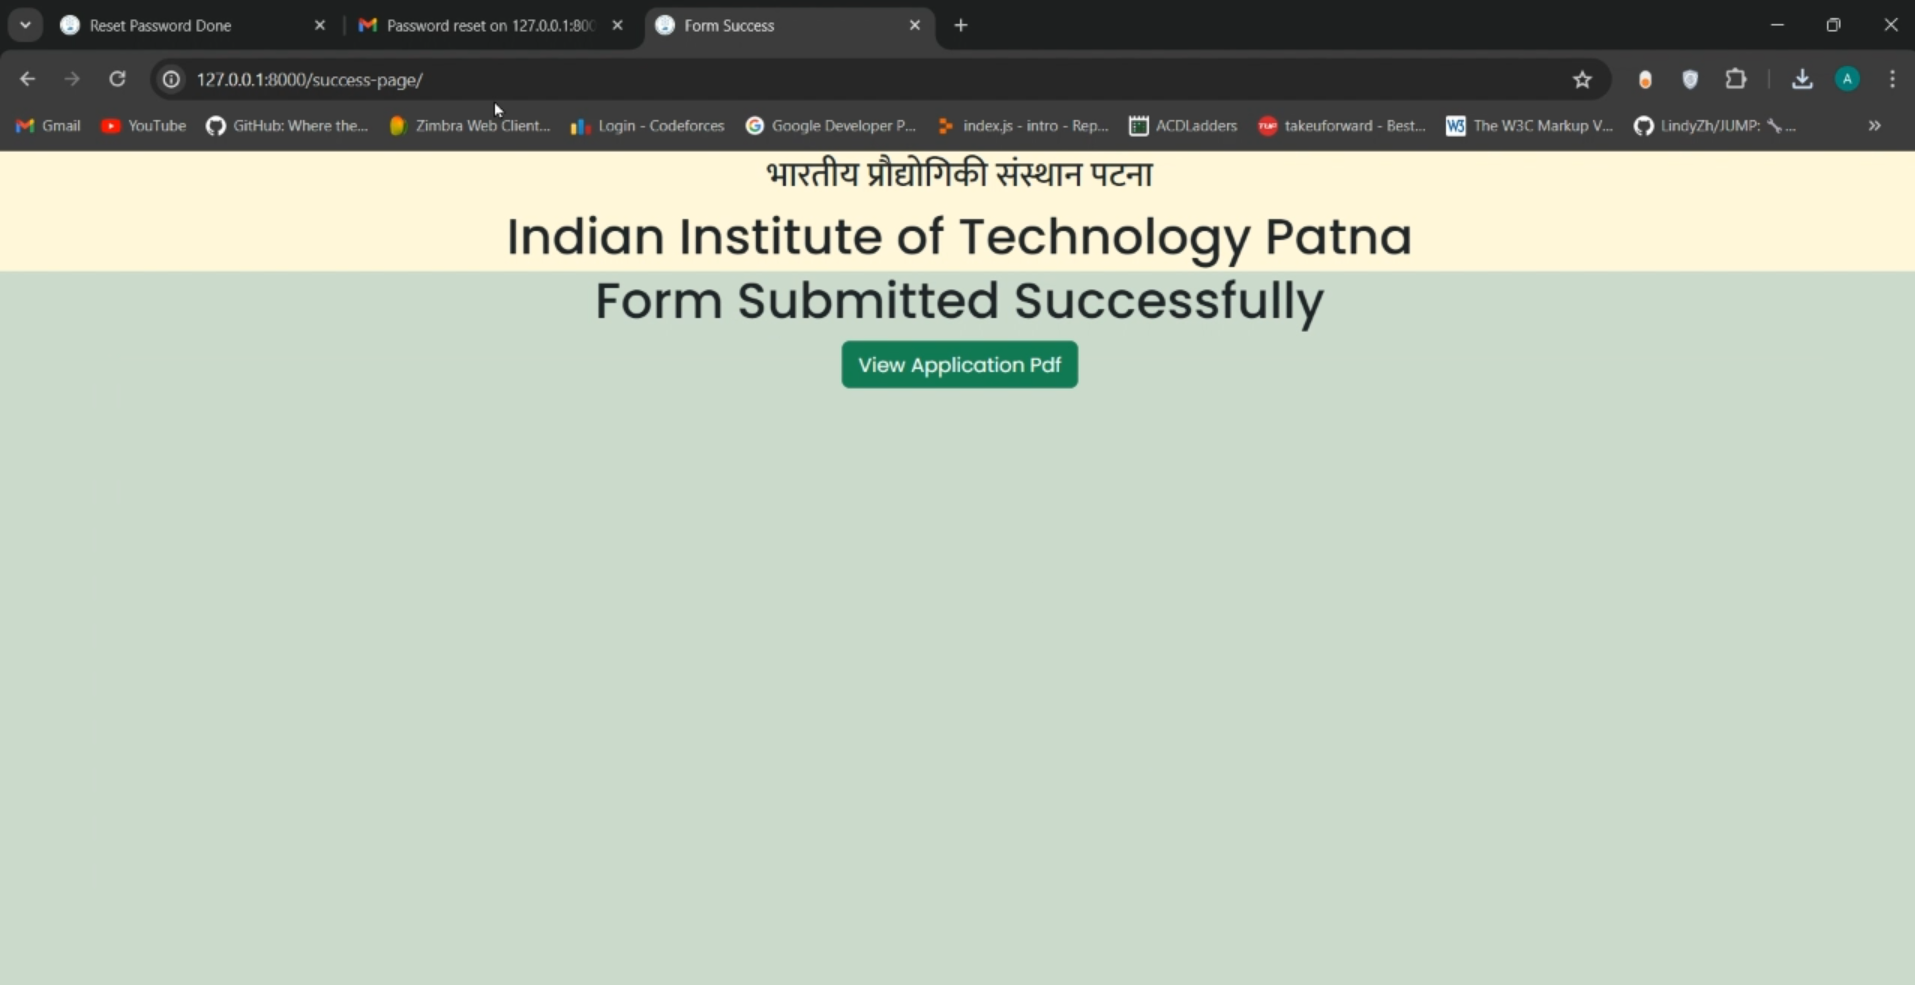 Reset Password Done
Password reset on 127.0.0.1:800
Form Success
127.0.0.1:8000/success-page/
A
Gmail
YouTube
GitHub: Where the...
Zimbra Web Client...
Login - Codeforces
Google Developer P...
index.js - intro - Rep...
ACDLadders
takeuforward - Best...
The W3C Markup V...
LindyZh/JUMP: ...
भारतीय प्रौद्योगिकी संस्थान पटना
Indian Institute of Technology Patna
Form Submitted Successfully
View Application Pdf